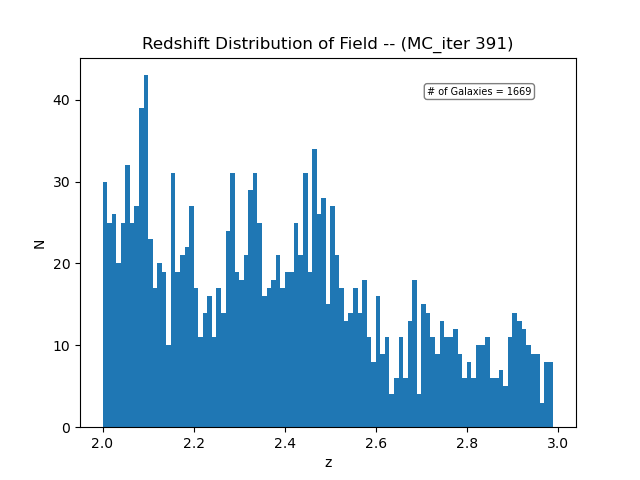 Redshift Distribution of Field -- (MC_iter 391)
# of Galaxies = 1669
40
30
20
10
0
N
2.0 2.2 2.4 2.6 2.8 3.0
z